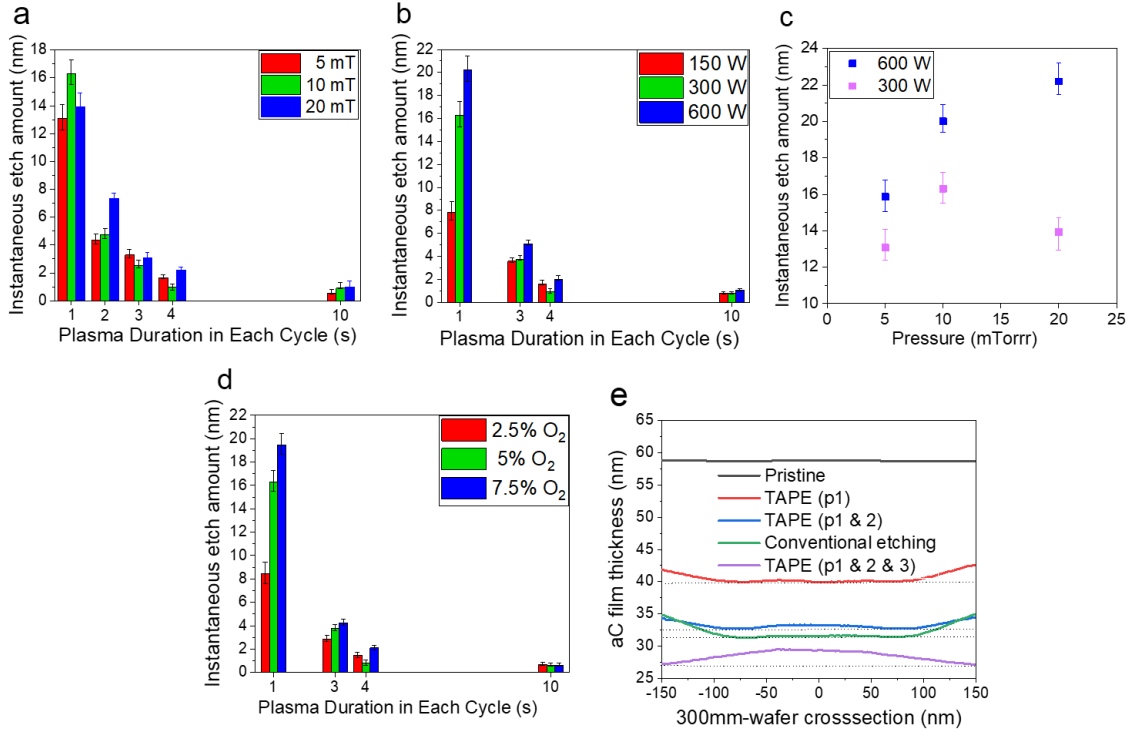 a
Instantaneous etch amount (nm)
18
16
14
12
10
8
6
4
2
0
5 mT
10 mT
20 mT
1 2 3 4 10
Plasma Duration in Each Cycle (s)
b
Instantaneous etch amount (nm)
22
20
18
16
14
12
10
8
6
4
2
0
150 W
300 W
600 W
1 3 4 10
Plasma Duration in Each Cycle (s)
c
Instantaneous etch amount (nm)
24
22
20
18
16
14
12
10
600 W
300 W
0 5 10 15 20 25
Pressure (mTorrr)
d
Instantaneous etch amount (nm)
22
20
18
16
14
12
10
8
6
4
2
0
2.5% O2
5% O2
7.5% O2
1 3 4 10
Plasma Duration in Each Cycle (s)
e
aC film thickness (nm)
65
60
55
50
45
40
35
30
25
Pristine
TAPE (p1)
TAPE (p1 & 2)
Conventional etching
TAPE (p1 & 2 & 3)
-150 -100 -50 0 50 100 150
300mm-wafer crosssection (nm)